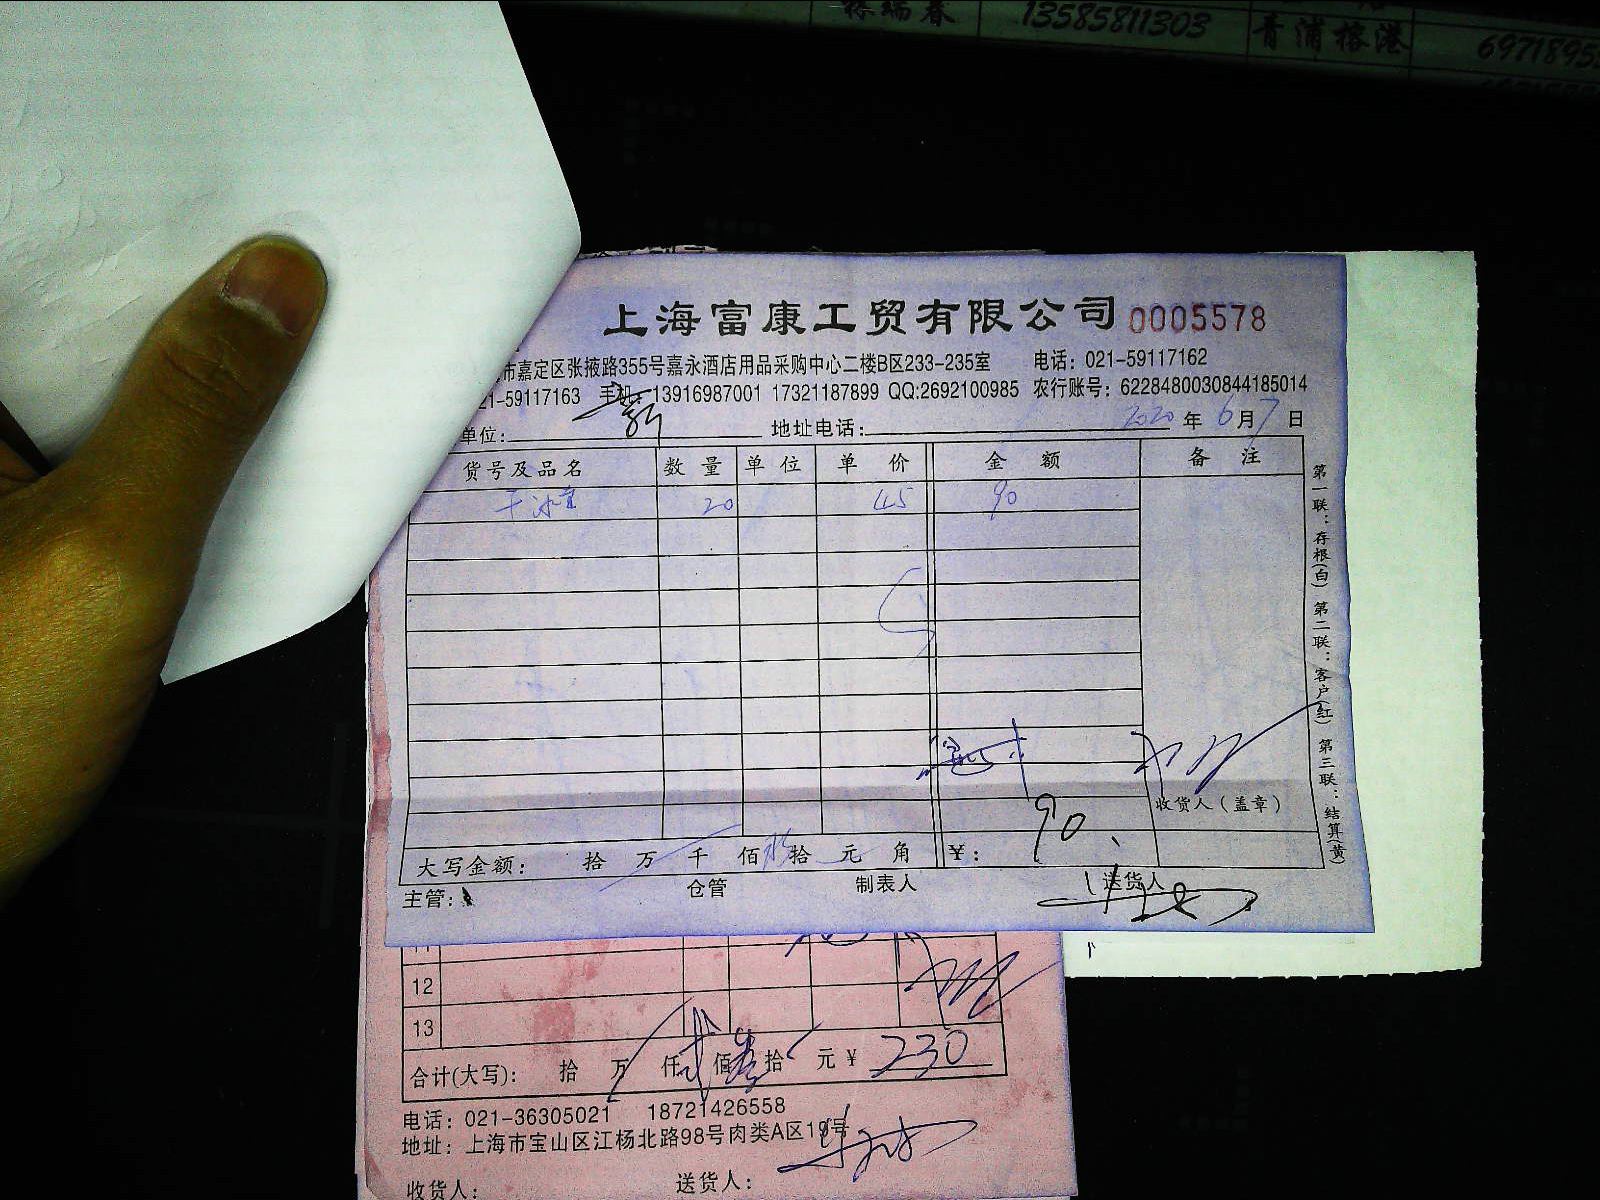 13585811303 青浦榕港
上海富康工贸有限公司 0005578
市嘉定区张掖路355号嘉永酒店用品采购中心二楼B区233-235室 电话：021-59117162
21-59117163 手机：13916987001 17321187899 QQ:2692100985 农行账号：6228480030844185014
单位： 地址电话： 2020 年 6 月 7 日
货号及品名 数量 单位 单价 金额 备注
20 45 90
第一联：存根(白) 第二联：客户(红) 第三联：结算(黄)
90
收货人（盖章）
大写金额： 拾 万 千 佰 拾 元 角 ¥：
主管： 仓管 制表人 送货人
11
12
13
合计(大写)： 拾 万 仟 贰 佰 叁 拾 元 ¥ 230
电话：021-36305021 18721426558
地址：上海市宝山区江杨北路98号肉类A区19号
收货人： 送货人：